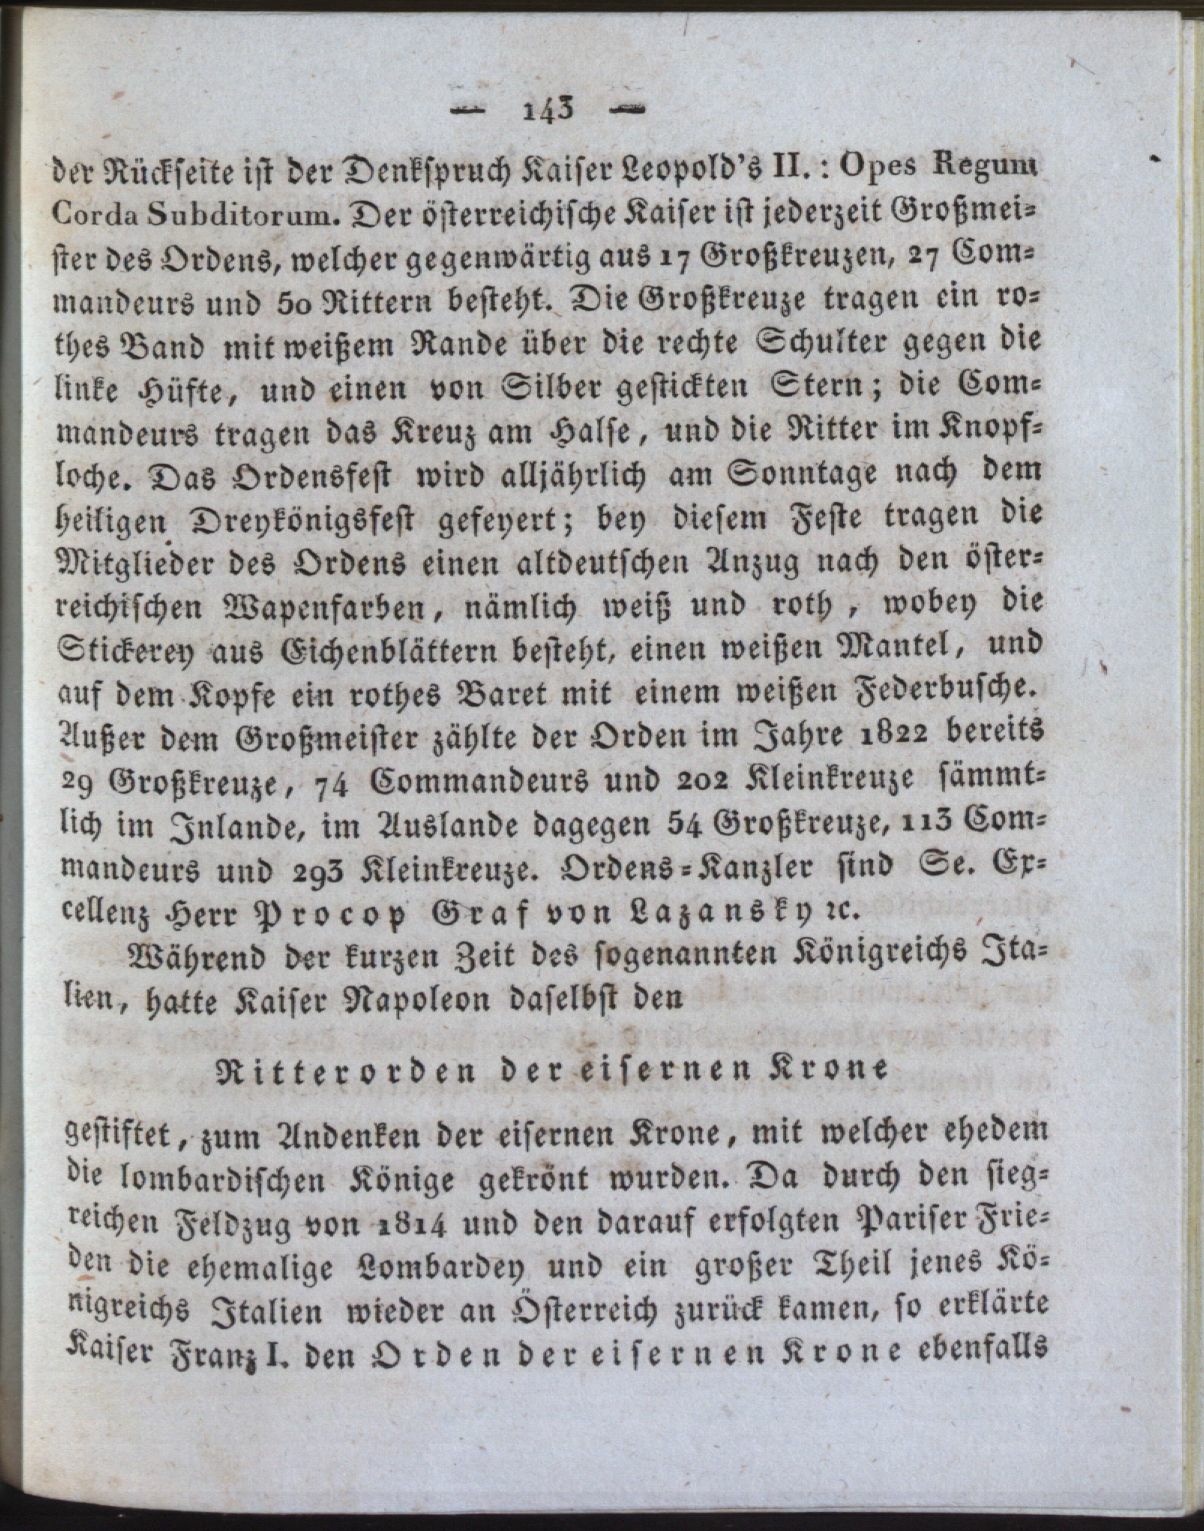 — 143 —
der Rückseite ist der Denkspruch Kaiser Leopold's II. : Opes Regum
Corda Subditorum. Der österreichische Kaiser ist jederzeit Großmei-
ster des Ordens, welcher gegenwärtig aus 17 Großkreuzen, 27 Com-
mandeurs und 50 Rittern besteht. Die Großkreuze tragen ein ro-
thes Band mit weißem Rande über die rechte Schulter gegen die
linke Hüfte, und einen von Silber gestickten Stern; die Com-
mandeurs tragen das Kreuz am Halse, und die Ritter im Knopf-
loche. Das Ordensfest wird alljährlich am Sonntage nach dem
heiligen Dreykönigsfest gefeyert; bey diesem Feste tragen die
Mitglieder des Ordens einen altdeutschen Anzug nach den öster-
reichischen Wapenfarben, nämlich weiß und roth, wobey die
Stickerey aus Eichenblättern besteht, einen weißen Mantel, und
auf dem Kopfe ein rothes Baret mit einem weißen Federbusche.
Außer dem Großmeister zählte der Orden im Jahre 1822 bereits
29 Großkreuze, 74 Commandeurs und 202 Kleinkreuze sämmt-
lich im Inlande, im Auslande dagegen 54 Großkreuze, 113 Com-
mandeurs und 293 Kleinkreuze. Ordens-Kanzler sind Se. Ex-
cellenz Herr Procop Graf von Lazansky ꝛc.
Während der kurzen Zeit des sogenannten Königreichs Ita-
lien, hatte Kaiser Napoleon daselbst den
Ritterorden der eisernen Krone
gestiftet, zum Andenken der eisernen Krone, mit welcher ehedem
die lombardischen Könige gekrönt wurden. Da durch den sieg-
reichen Feldzug von 1814 und den darauf erfolgten Pariser Frie-
den die ehemalige Lombardey und ein großer Theil jenes Kö-
nigreichs Italien wieder an Österreich zurück kamen, so erklärte
Kaiser Franz I. den Orden der eisernen Krone ebenfalls